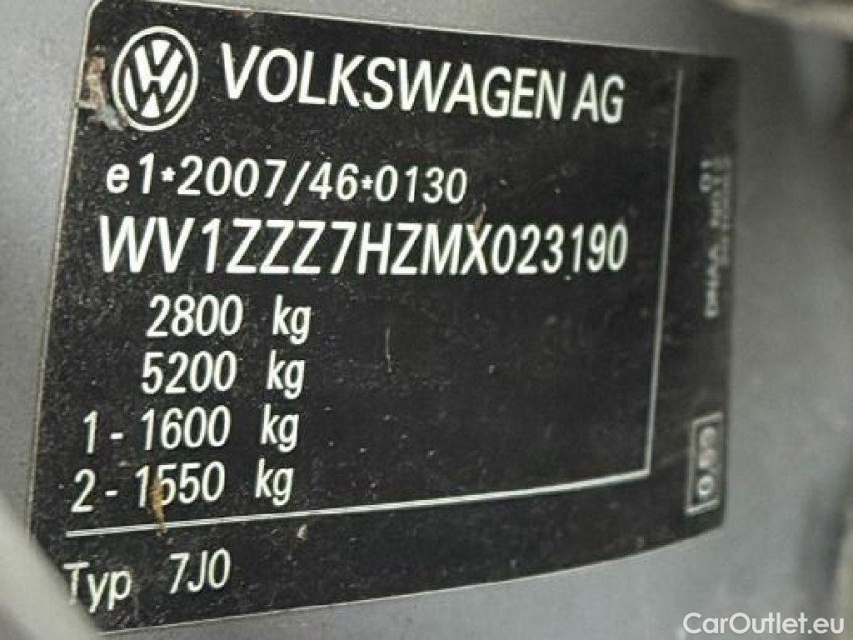 VOLKSWAGEN AG
e1*2007/46*0130
WV1ZZZ7HZMX023190
2800 kg
5200 kg
1 - 1600 kg
2 - 1550 kg
Typ 7J0
CarOutlet.eu